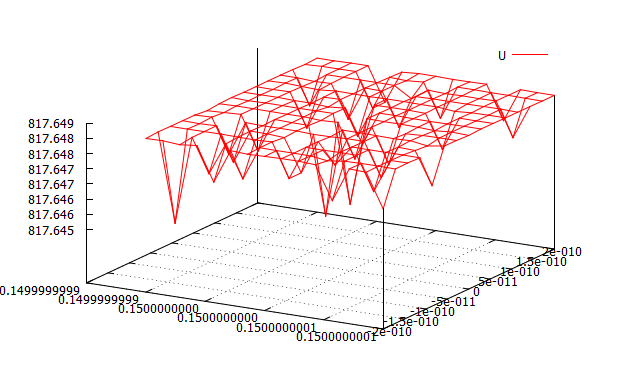 U
817.649
817.648
817.648
817.647
817.647
817.646
817.646
817.645
0.1499999999
0.1499999999
0.1500000000
0.1500000000
0.1500000001
0.1500000001
-2e-010
-1.5e-010
-1e-010
-5e-011
0
5e-011
1e-010
1.5e-010
2e-010